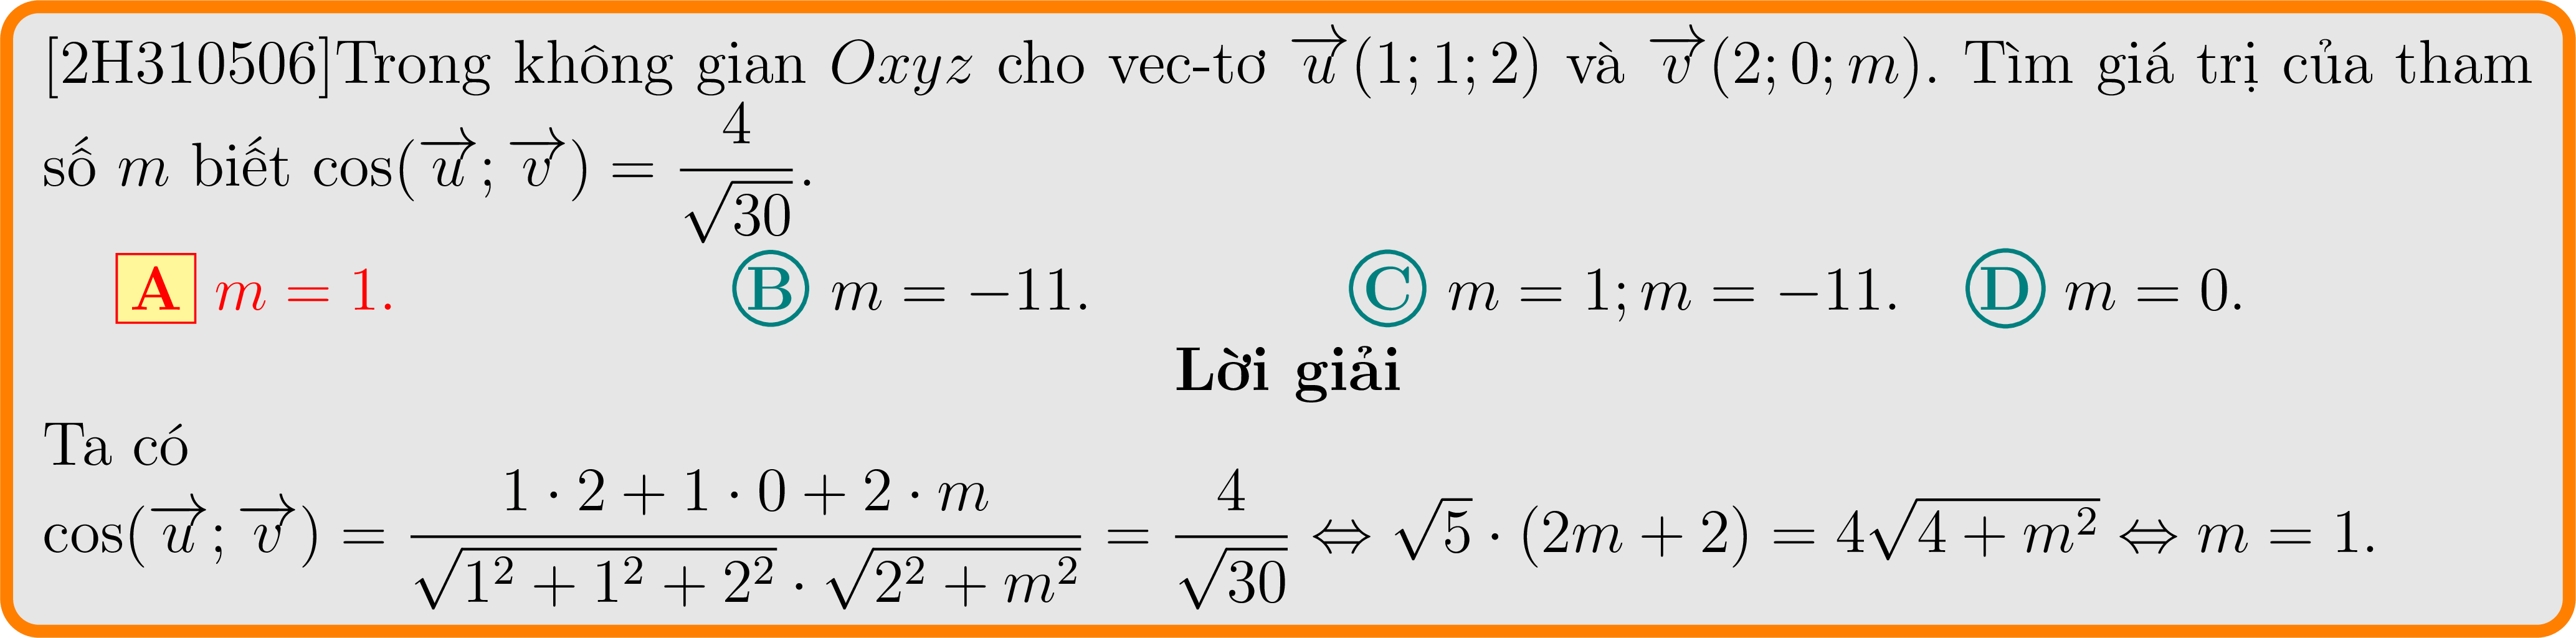 [2H310506]Trong không gian $Oxyz$ cho vec-tơ $\overrightarrow{u}(1;1;2)$ và $\overrightarrow{v}(2;0;m)$. Tìm giá trị của tham
số $m$ biết $\cos(\overrightarrow{u};\overrightarrow{v}) = \dfrac{4}{\sqrt{30}}$.
A $m = 1$. B $m = -11$. C $m = 1; m = -11$. D $m = 0$.
Lời giải
Ta có
$\cos(\overrightarrow{u};\overrightarrow{v}) = \dfrac{1 \cdot 2 + 1 \cdot 0 + 2 \cdot m}{\sqrt{1^2 + 1^2 + 2^2} \cdot \sqrt{2^2 + m^2}} = \dfrac{4}{\sqrt{30}} \Leftrightarrow \sqrt{5} \cdot (2m + 2) = 4\sqrt{4 + m^2} \Leftrightarrow m = 1.$